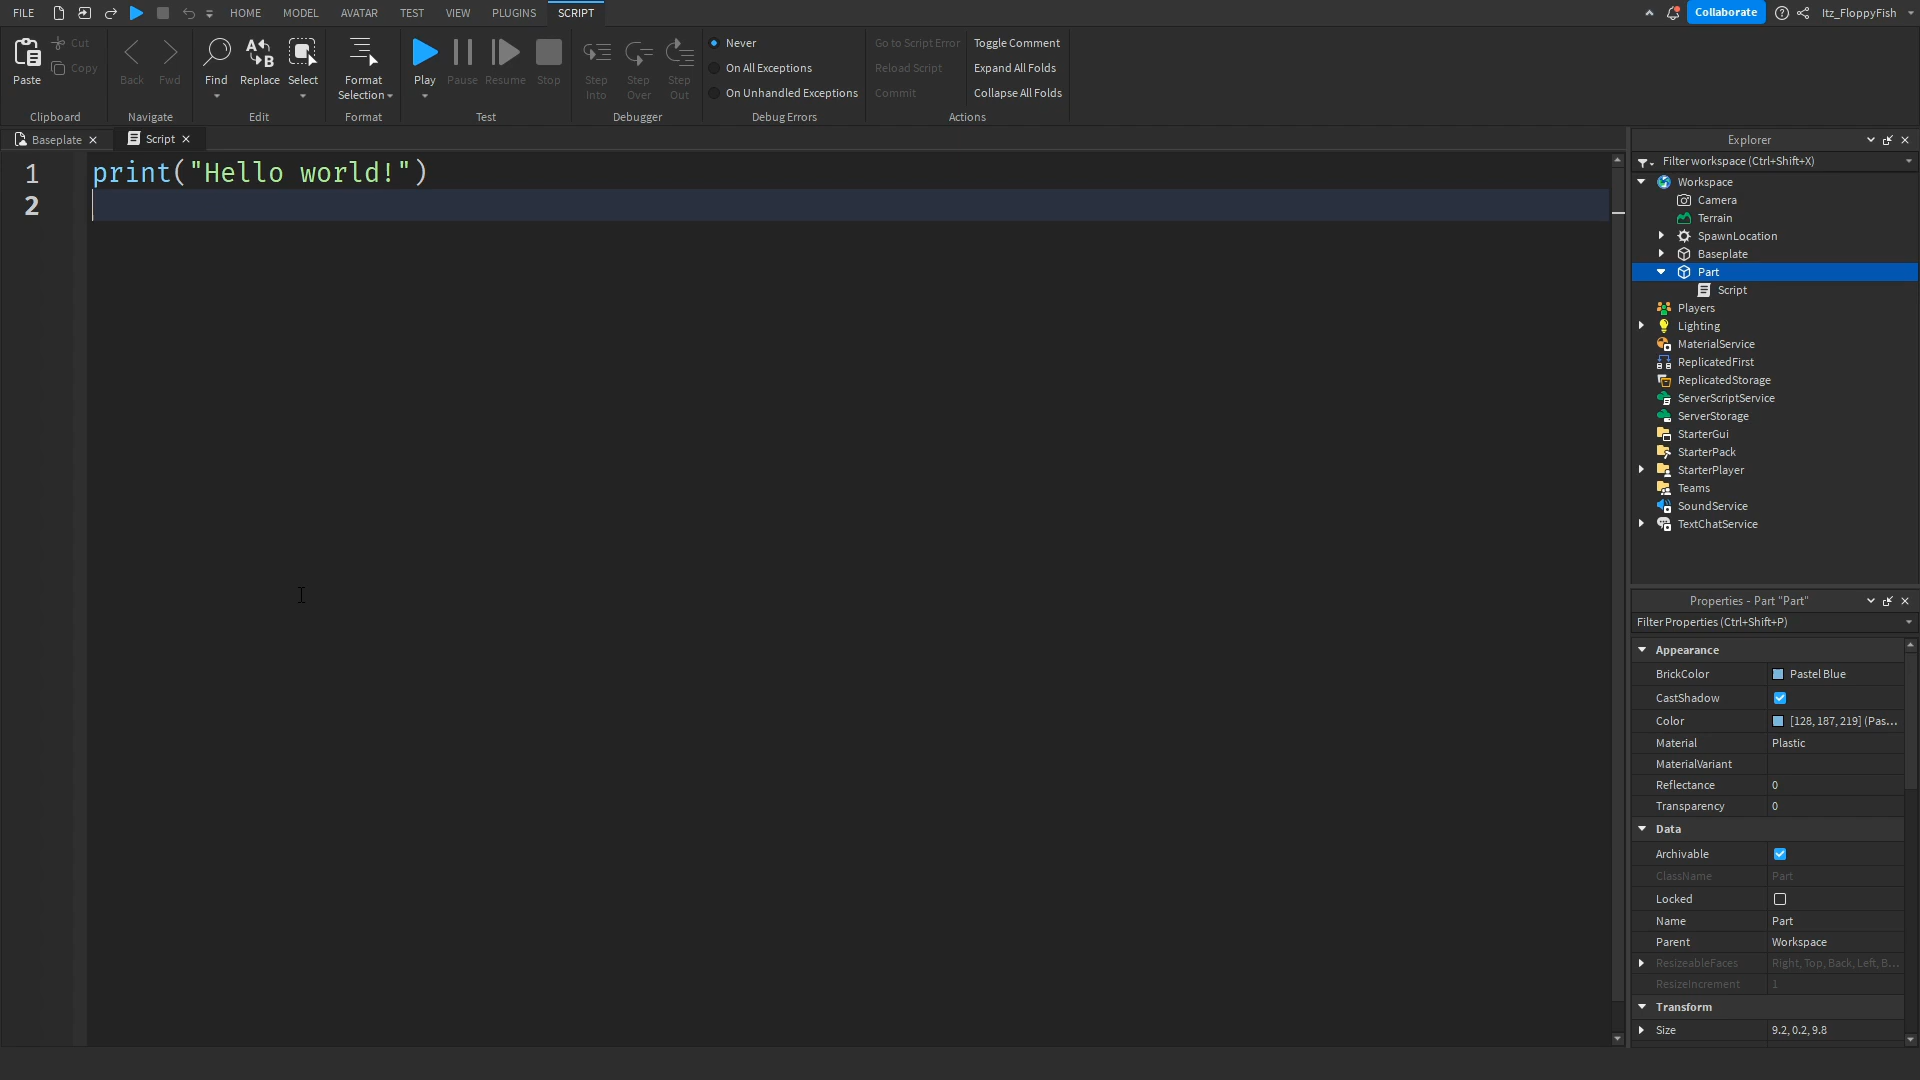 FILE HOME MODEL AVATAR TEST VIEW PLUGINS SCRIPT Collaborate Itz_FloppyFish
Paste Cut Copy
Clipboard
Back Fwd
Navigate
Find Replace Select
Edit
Format Selection
Format
Play Pause Resume Stop
Test
Step Into Step Over Step Out
Debugger
Never
On All Exceptions
On Unhandled Exceptions
Debug Errors
Go to Script Error Toggle Comment
Reload Script Expand All Folds
Commit Collapse All Folds
Actions
Baseplate Script
1 print("Hello world!")
2
Explorer
Filter workspace (Ctrl+Shift+X)
Workspace
Camera
Terrain
SpawnLocation
Baseplate
Part
Script
Players
Lighting
MaterialService
ReplicatedFirst
ReplicatedStorage
ServerScriptService
ServerStorage
StarterGui
StarterPack
StarterPlayer
Teams
SoundService
TextChatService
Properties - Part "Part"
Filter Properties (Ctrl+Shift+P)
Appearance
BrickColor Pastel Blue
CastShadow
Color [128, 187, 219] (Pas...
Material Plastic
MaterialVariant
Reflectance 0
Transparency 0
Data
Archivable
ClassName Part
Locked
Name Part
Parent Workspace
ResizeableFaces Right, Top, Back, Left, B...
ResizeIncrement 1
Transform
Size 9.2, 0.2, 9.8